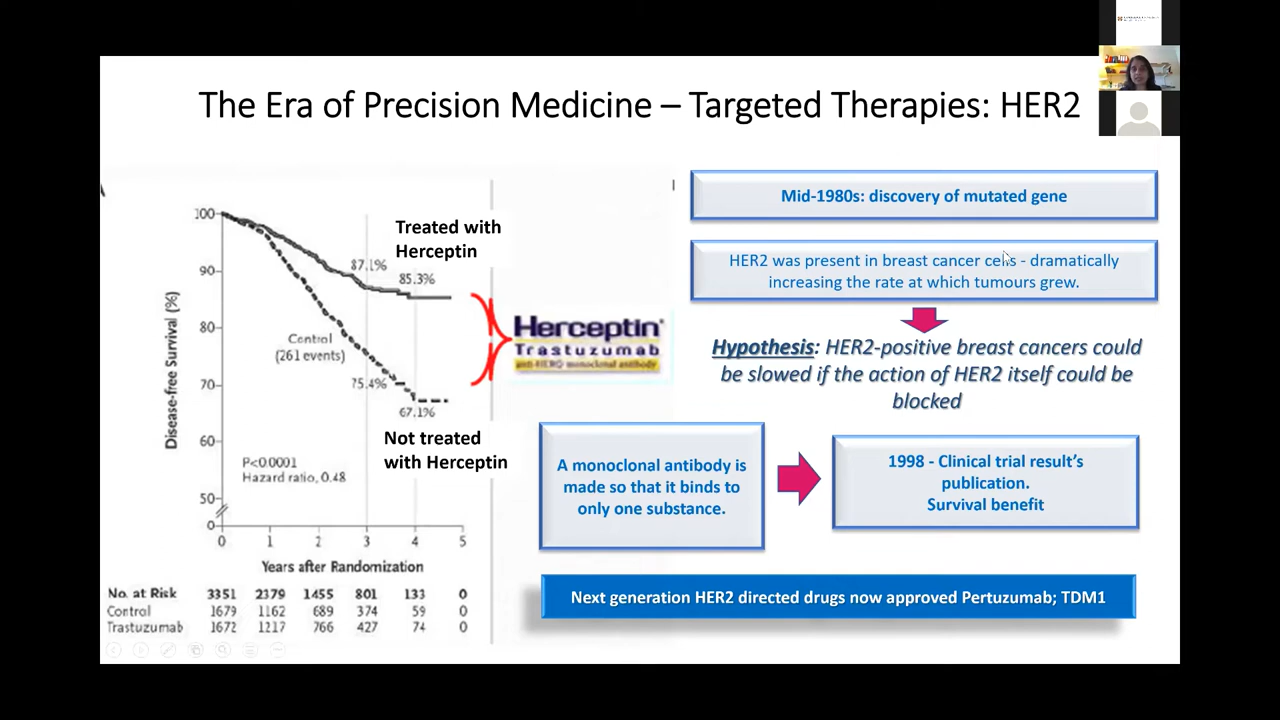 The Era of Precision Medicine – Targeted Therapies: HER2
Disease-free Survival (%)
100
90
80
70
60
50
0
Treated with
Herceptin
87.1%
85.3%
Control
(261 events)
75.4%
67.1%
Not treated
with Herceptin
P<0.0001
Hazard ratio, 0.48
0 1 2 3 4 5
Years after Randomization
No. at Risk 3351 2379 1455 801 133 0
Control 1679 1162 689 374 59 0
Trastuzumab 1672 1217 766 427 74 0
Herceptin
Trastuzumab
anti-HER2 monoclonal antibody
Mid-1980s: discovery of mutated gene
HER2 was present in breast cancer cells - dramatically
increasing the rate at which tumours grew.
Hypothesis: HER2-positive breast cancers could
be slowed if the action of HER2 itself could be
blocked
A monoclonal antibody is
made so that it binds to
only one substance.
1998 - Clinical trial result’s
publication.
Survival benefit
Next generation HER2 directed drugs now approved Pertuzumab; TDM1